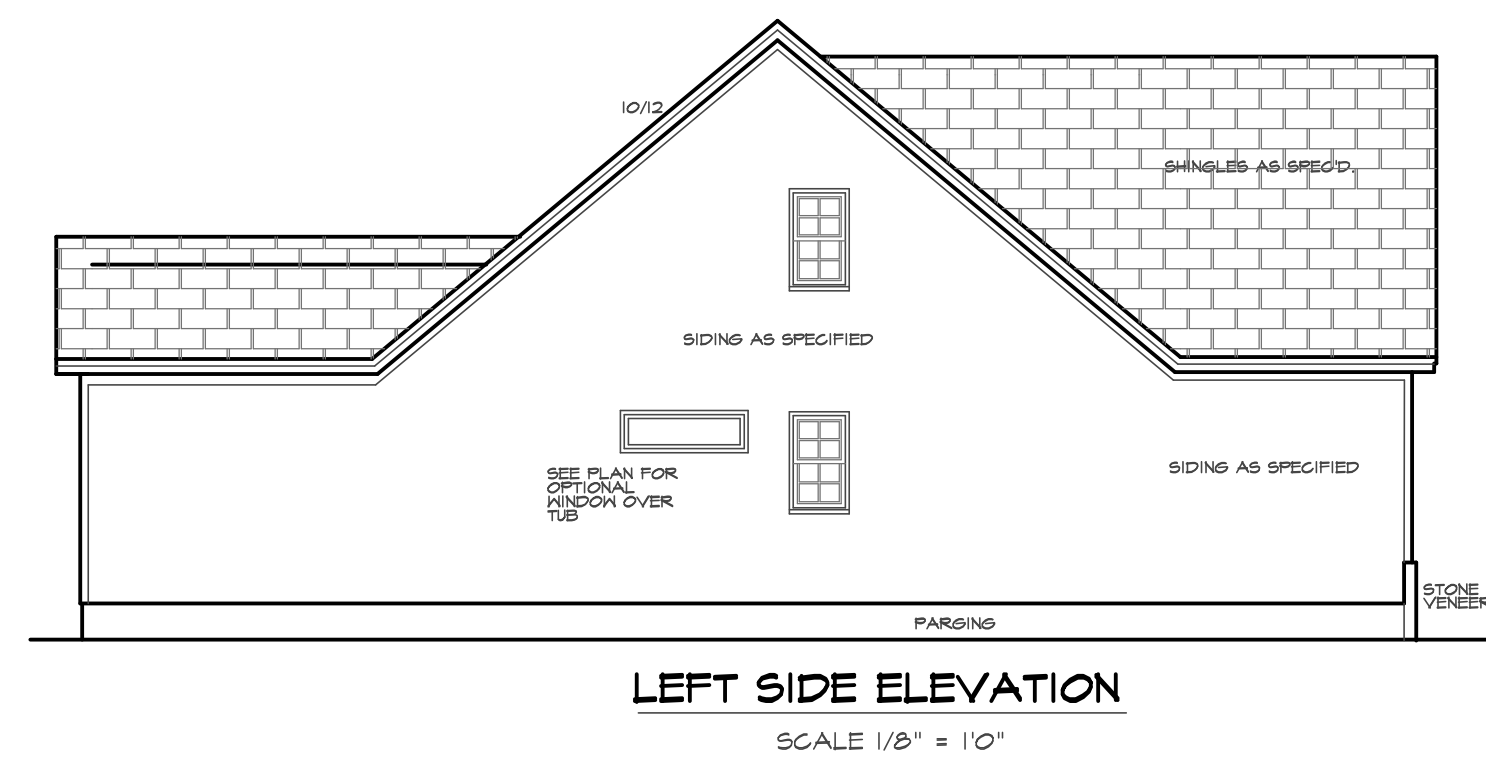 10/12
SHINGLES AS SPEC'D.
SIDING AS SPECIFIED
SEE PLAN FOR
OPTIONAL
WINDOW OVER
TUB
SIDING AS SPECIFIED
STONE
VENEER
PARGING
LEFT SIDE ELEVATION
SCALE 1/8" = 1'0"